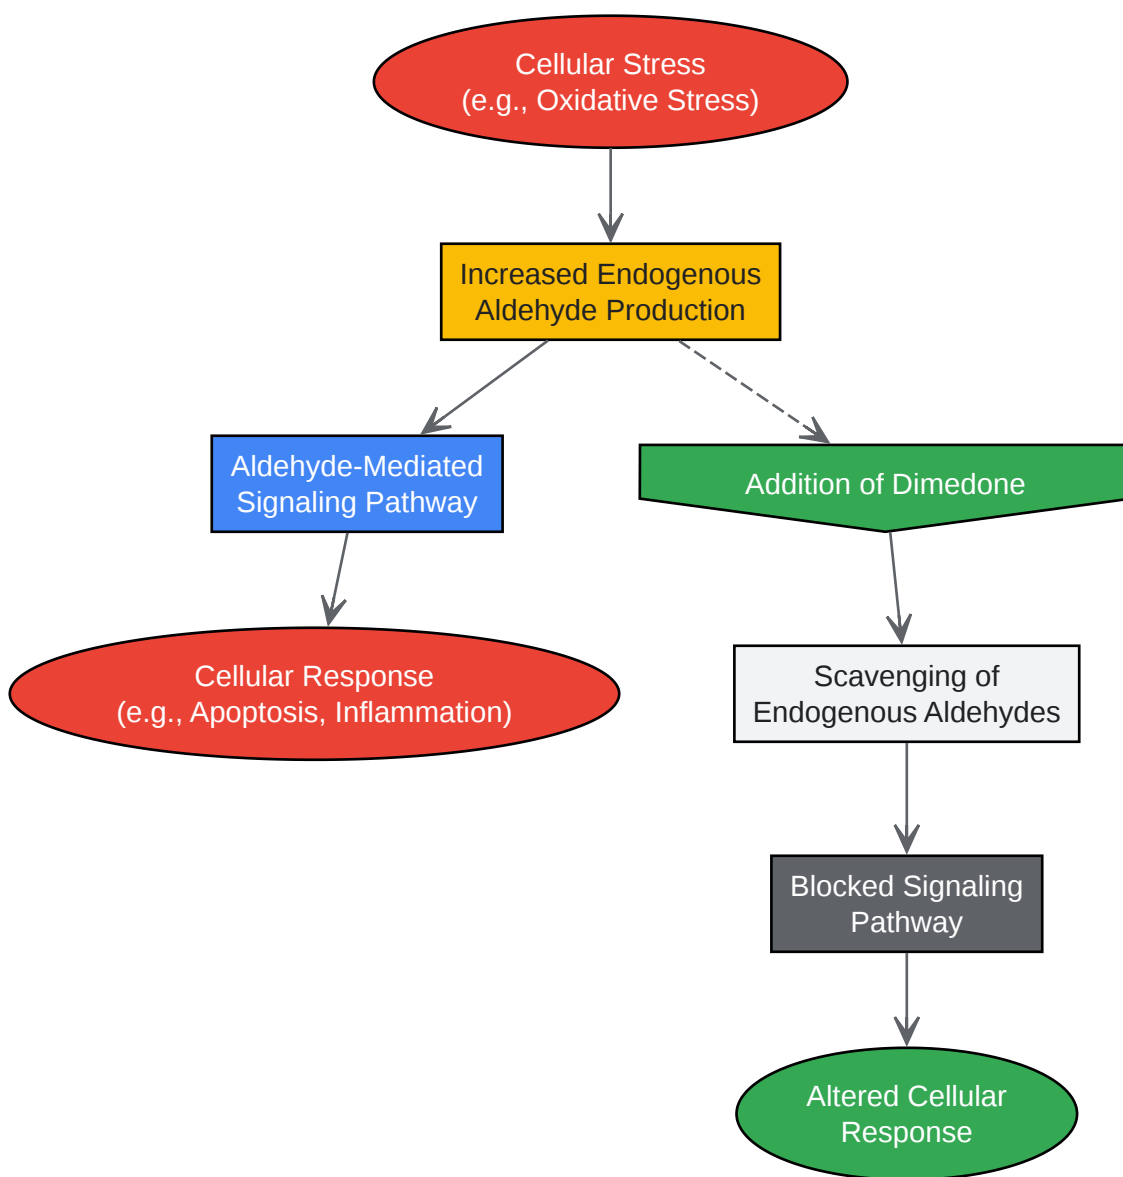 Cellular Stress
(e.g., Oxidative Stress)
Increased Endogenous
Aldehyde Production
Aldehyde-Mediated
Signaling Pathway
Addition of Dimedone
Cellular Response
(e.g., Apoptosis, Inflammation)
Scavenging of
Endogenous Aldehydes
Blocked Signaling
Pathway
Altered Cellular
Response